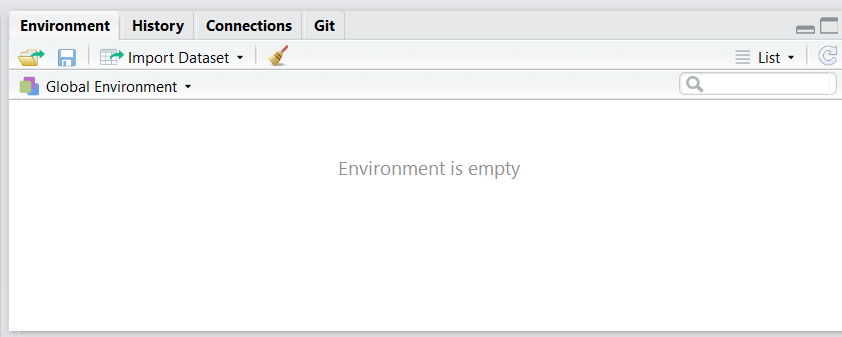 Environment History Connections Git
Import Dataset List
Global Environment
Environment is empty